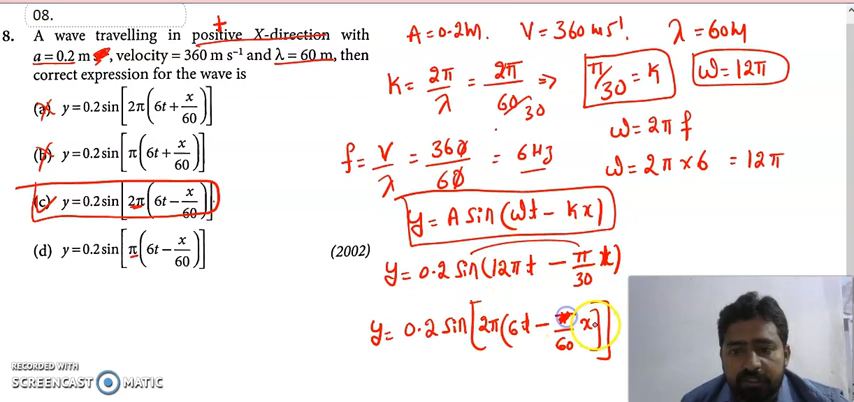 08.
8. A wave travelling in positive X-direction with
a = 0.2 m, velocity = 360 m s⁻¹ and λ = 60 m, then
correct expression for the wave is
(a) y = 0.2 sin[2π(6t + x/60)]
(b) y = 0.2 sin[π(6t + x/60)]
(c) y = 0.2 sin[2π(6t − x/60)]
(d) y = 0.2 sin[π(6t − x/60)]
(2002)
+
A = 0.2m. V = 360 ms⁻¹ λ = 60m
K = 2π/λ = 2π/60 30 ⇒ π/30 = K ω = 12π
ω = 2πf
f = V/λ = 360/60 = 6Hz
ω = 2π × 6 = 12π
y = A sin(ωt − Kx)
y = 0.2 sin(12πt − π/30 x)
y = 0.2 sin[2π(6t − x/60)]
RECORDED WITH
SCREENCAST MATIC